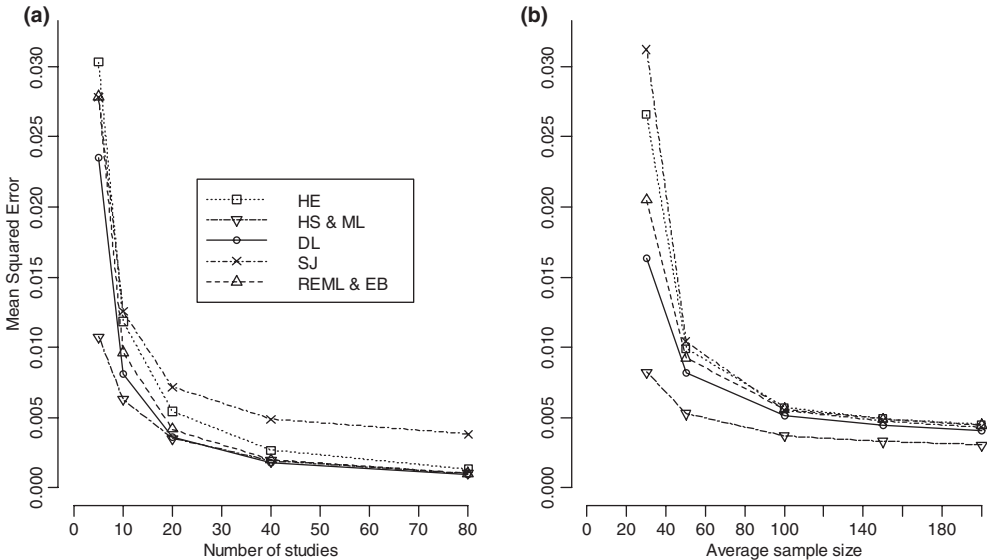 (a)
Mean Squared Error
0.030
0.025
0.020
0.015
0.010
0.005
0.000
HE
HS & ML
DL
SJ
REML & EB
0 10 20 30 40 50 60 70 80
Number of studies
(b)
0.030
0.025
0.020
0.015
0.010
0.005
0.000
0 20 40 60 80 100 140 180
Average sample size